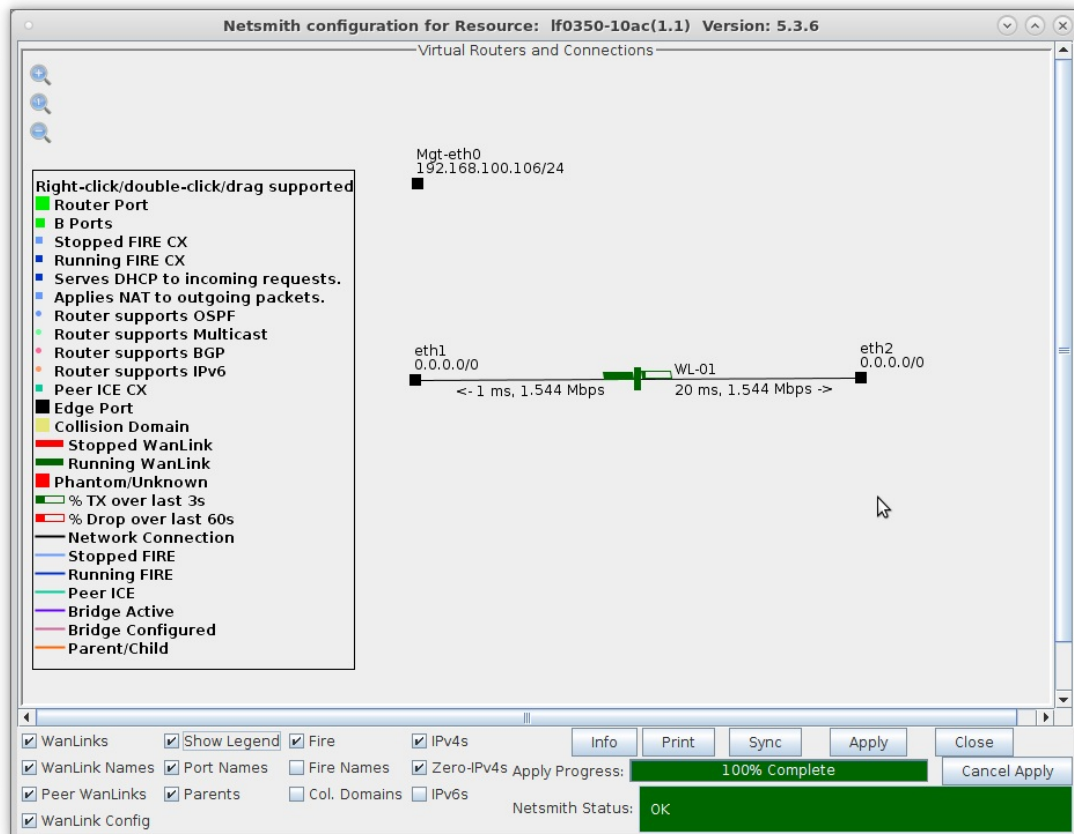 Netsmith configuration for Resource: lf0350-10ac(1.1) Version: 5.3.6
Virtual Routers and Connections
Mgt-eth0
192.168.100.106/24
Right-click/double-click/drag supported
Router Port
B Ports
Stopped FIRE CX
Running FIRE CX
Serves DHCP to incoming requests.
Applies NAT to outgoing packets.
Router supports OSPF
Router supports Multicast
Router supports BGP
Router supports IPv6
Peer ICE CX
Edge Port
Collision Domain
Stopped WanLink
Running WanLink
Phantom/Unknown
% TX over last 3s
% Drop over last 60s
Network Connection
Stopped FIRE
Running FIRE
Peer ICE
Bridge Active
Bridge Configured
Parent/Child
eth1
0.0.0.0/0
WL-01
eth2
0.0.0.0/0
<- 1 ms, 1.544 Mbps
20 ms, 1.544 Mbps ->
WanLinks Show Legend Fire IPv4s Info Print Sync Apply Close
WanLink Names Port Names Fire Names Zero-IPv4s Apply Progress: 100% Complete Cancel Apply
Peer WanLinks Parents Col. Domains IPv6s Netsmith Status: OK
WanLink Config